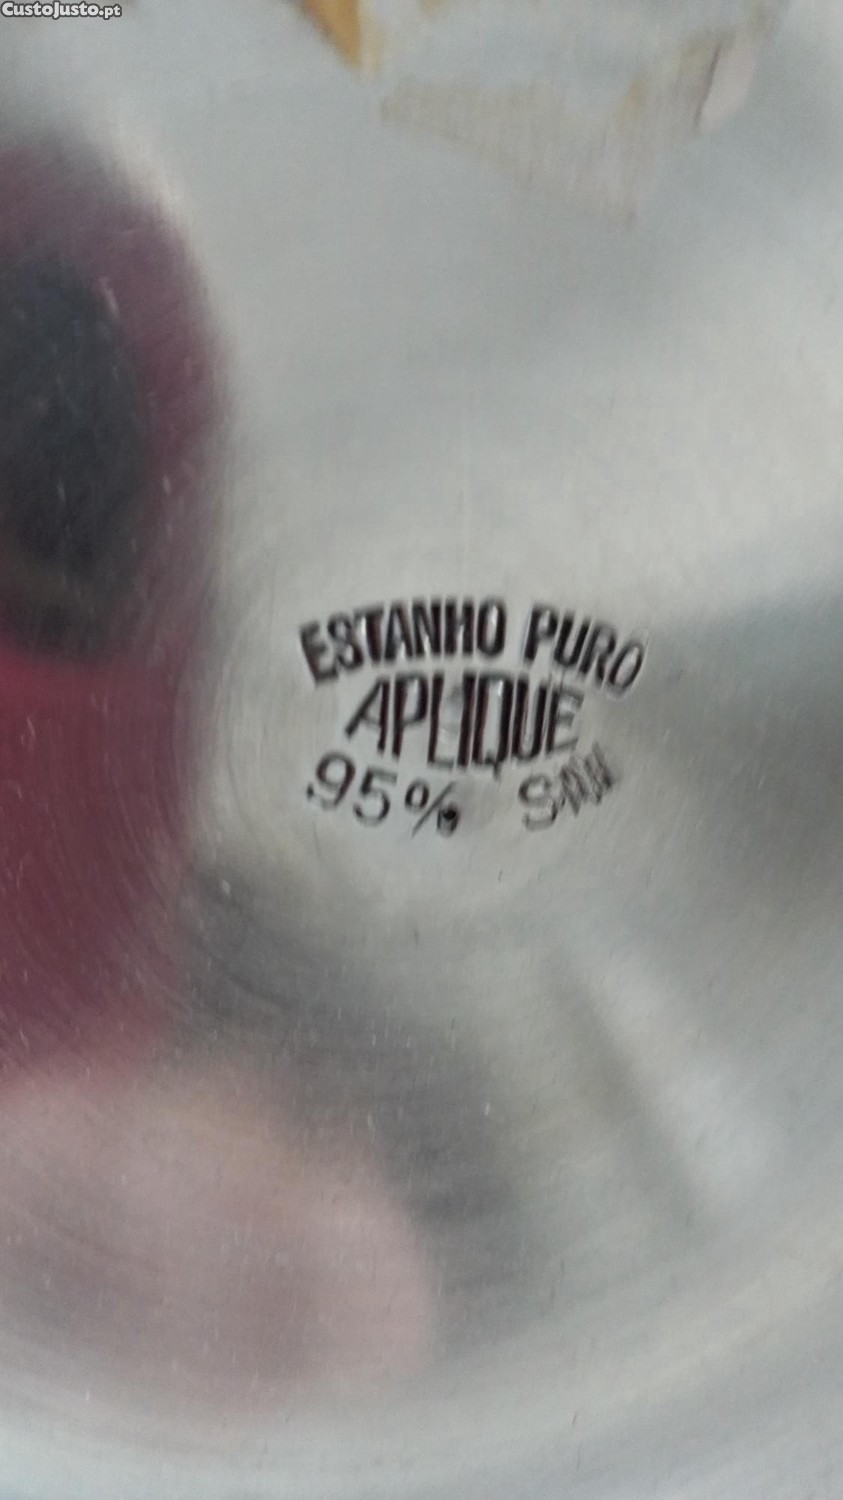 CustoJusto.pt
ESTANHO PURO
APLIQUE
95%